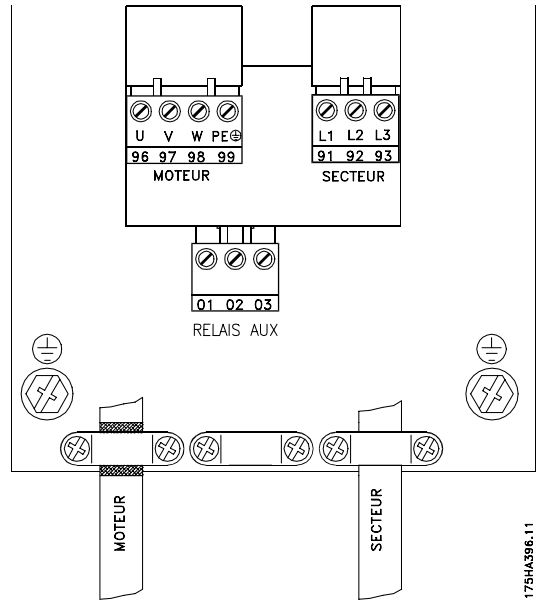 U V W PE
96 97 98 99
MOTEUR
L1 L2 L3
91 92 93
SECTEUR
01 02 03
RELAIS AUX
MOTEUR
SECTEUR
175HA396.11